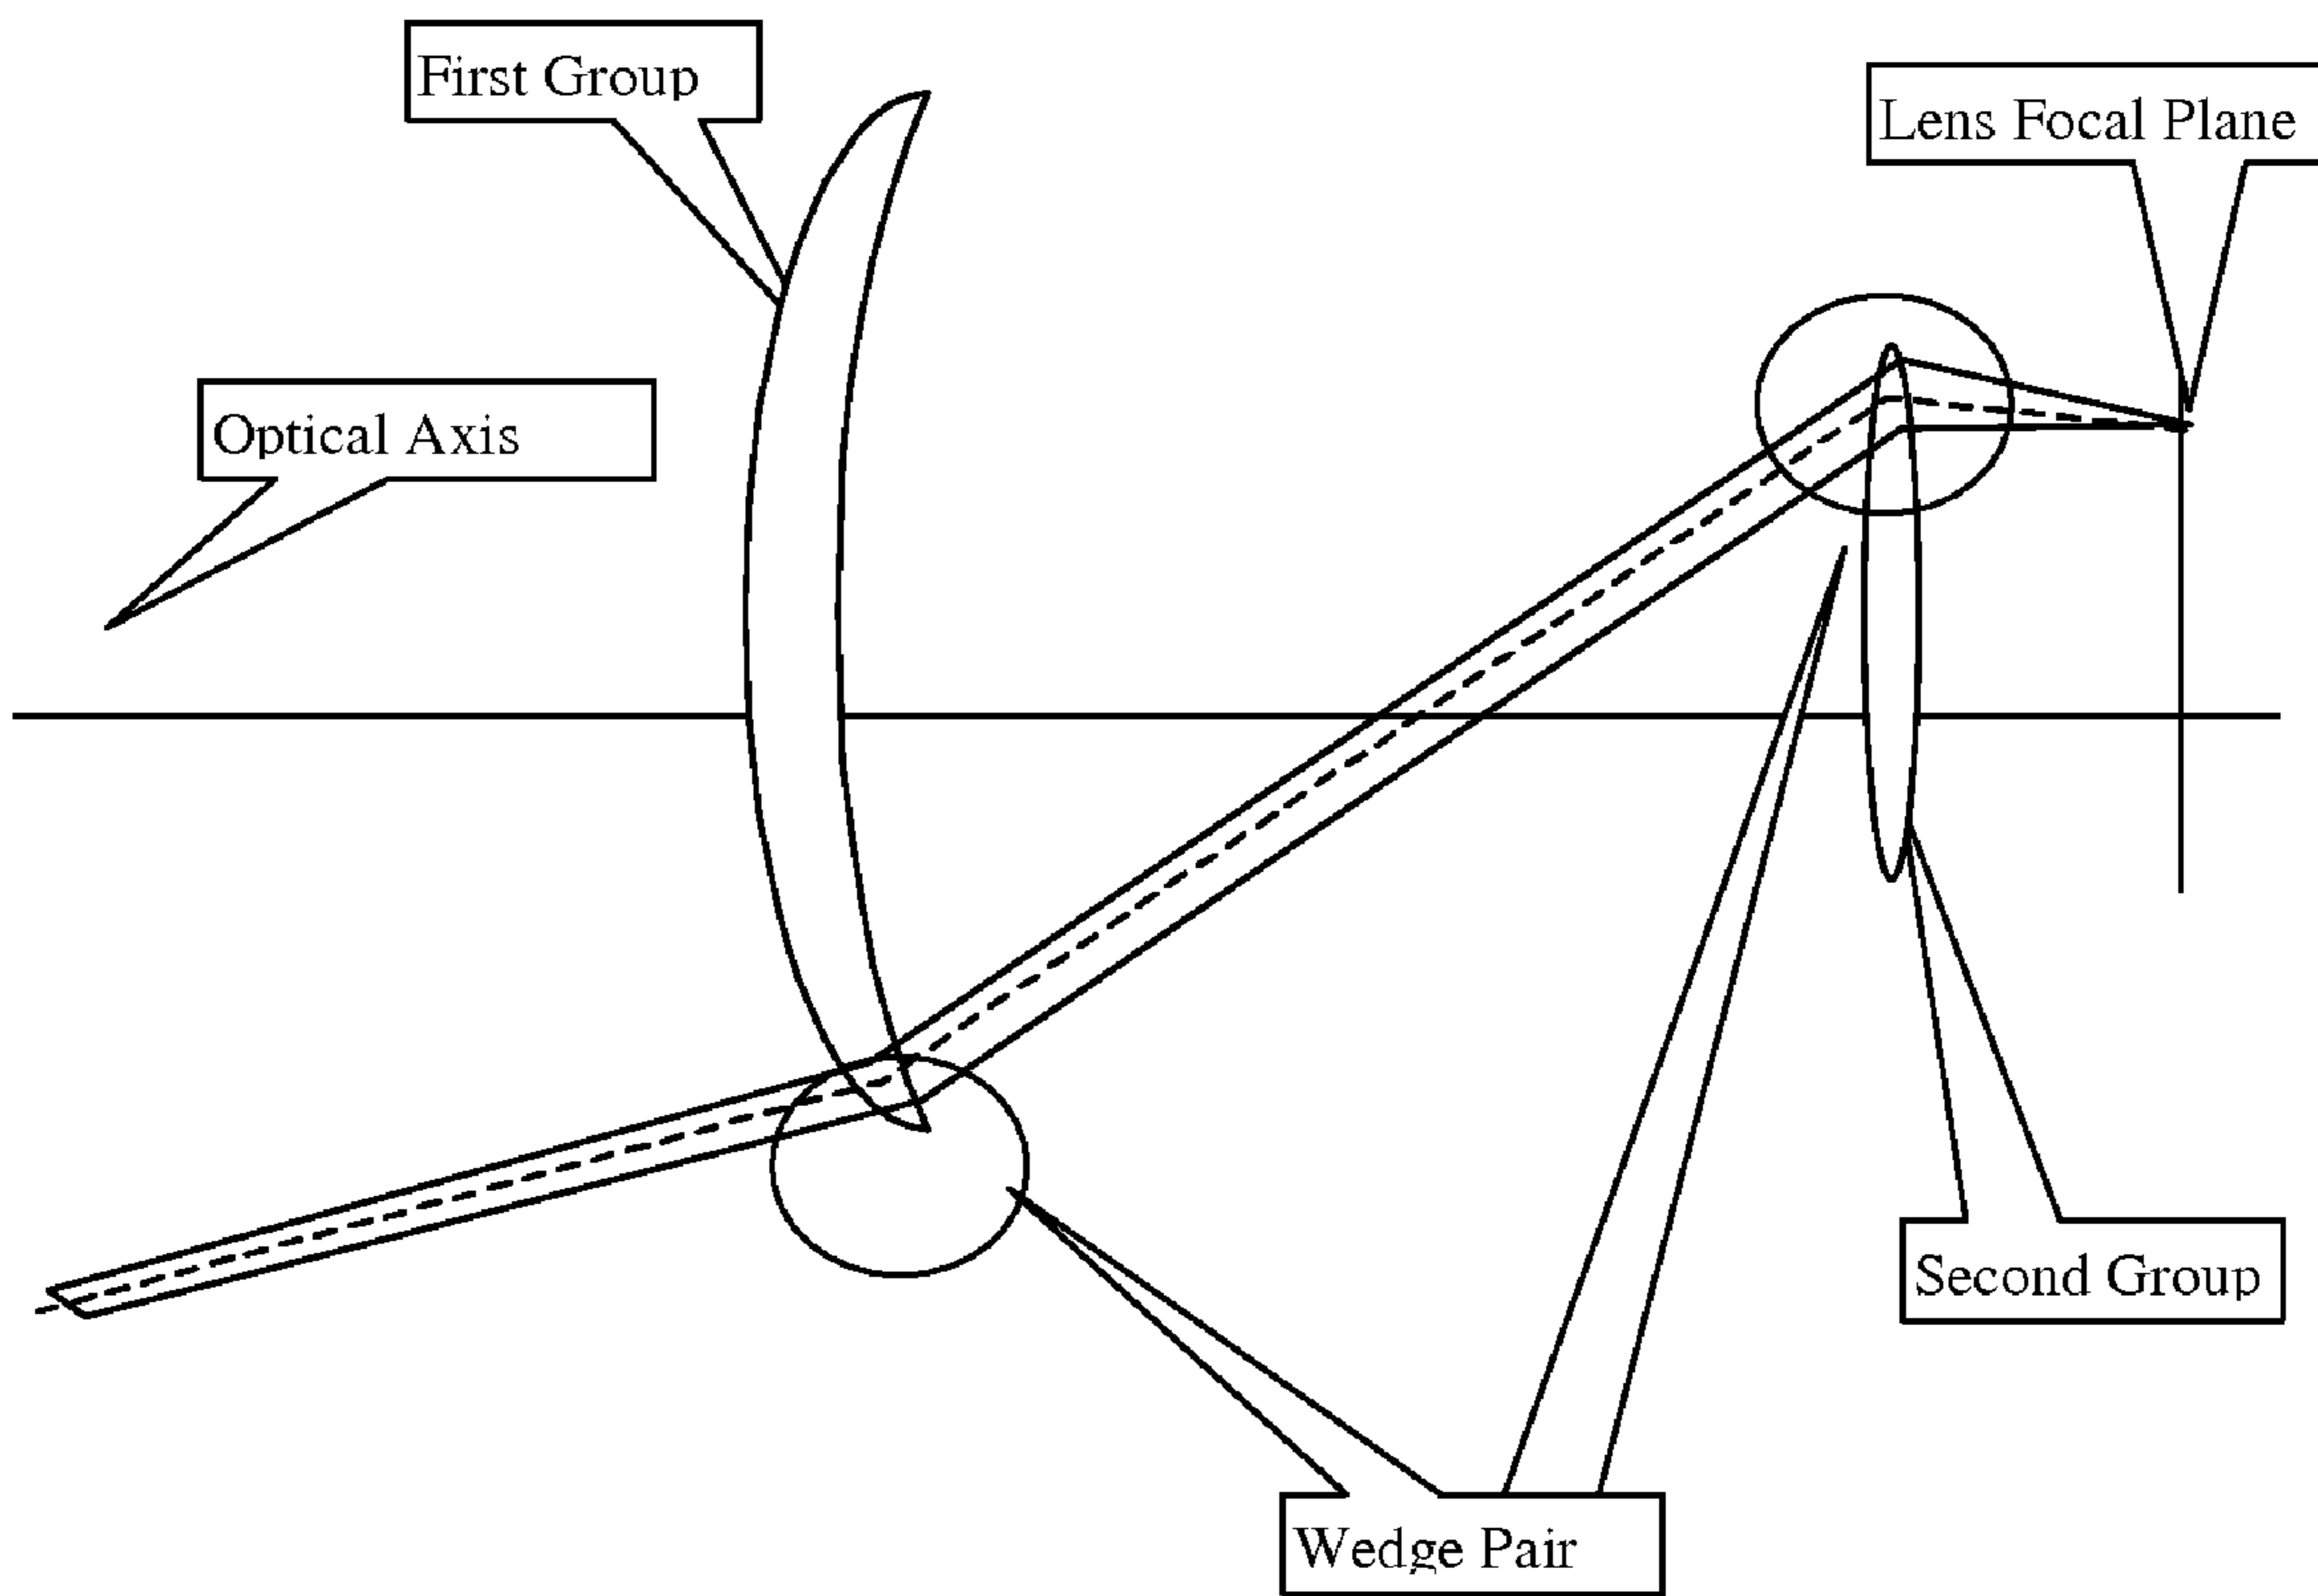 First Group
Lens Focal Plane
Optical Axis
Second Group
Wedge Pair